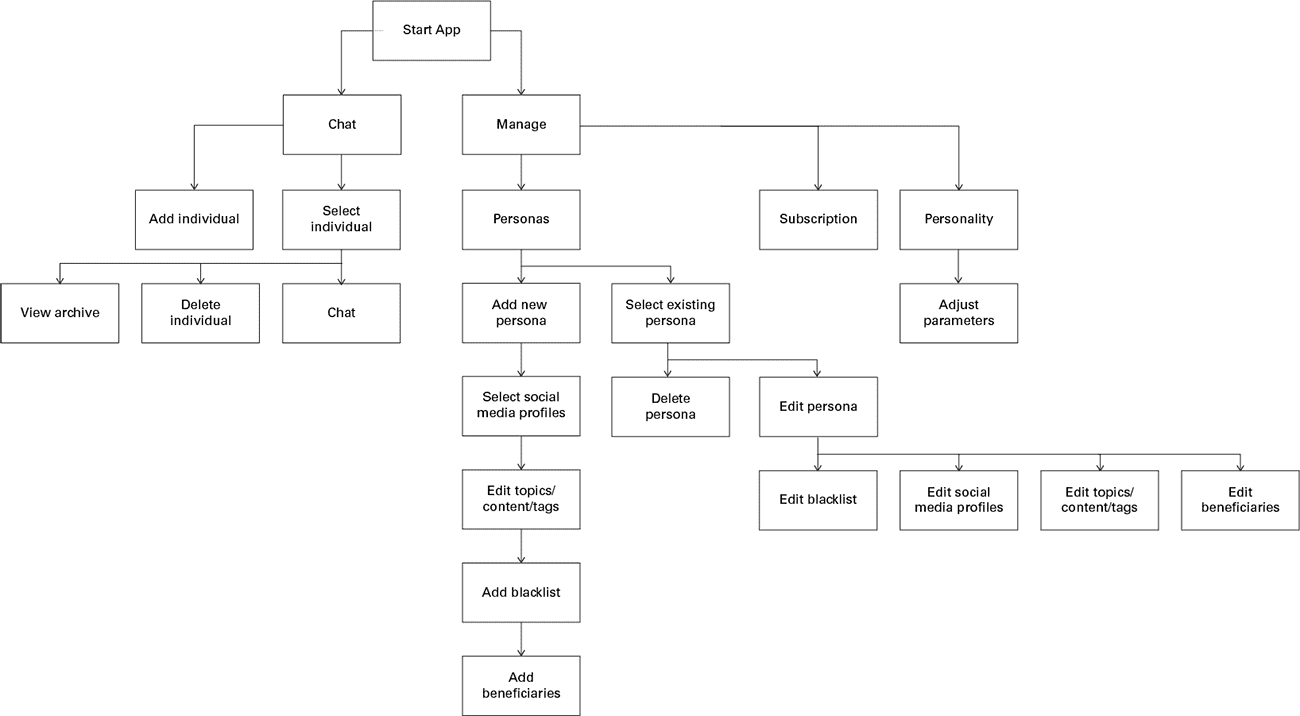 Start App
Chat
Manage
Add individual
Select
individual
Personas
Subscription
Personality
View archive
Delete
individual
Chat
Add new
persona
Select existing
persona
Adjust
parameters
Select social
media profiles
Delete
persona
Edit persona
Edit topics/
content/tags
Edit blacklist
Edit social
media profiles
Edit topics/
content/tags
Edit
beneficiaries
Add blacklist
Add
beneficiaries